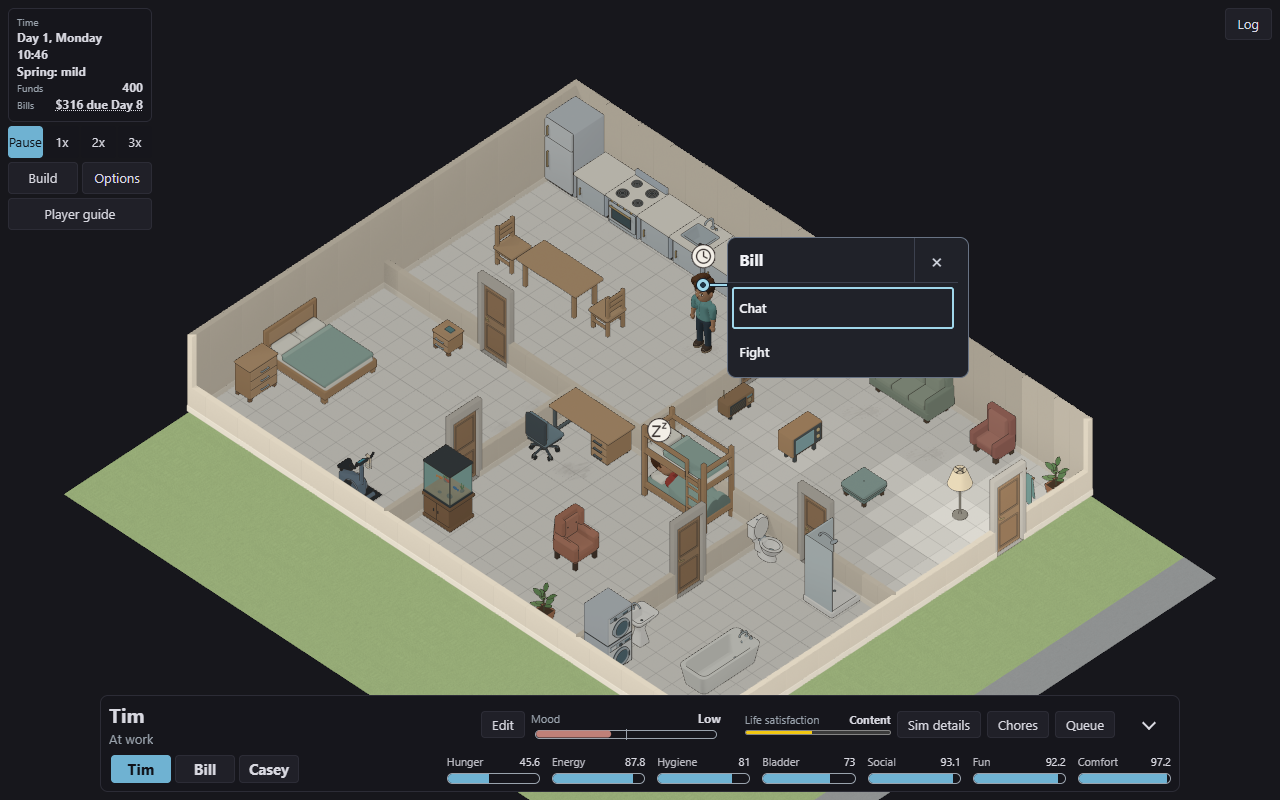 Time
Day 1, Monday
10:46
Spring: mild
Funds 400
Bills $316 due Day 8
Pause 1x 2x 3x
Build Options
Player guide
Log
Bill ×
Chat
Fight
Zz
Tim
At work
Tim Bill Casey
Edit
Mood Low
Life satisfaction Content
Sim details Chores Queue
Hunger 45.6
Energy 87.8
Hygiene 81
Bladder 73
Social 93.1
Fun 92.2
Comfort 97.2